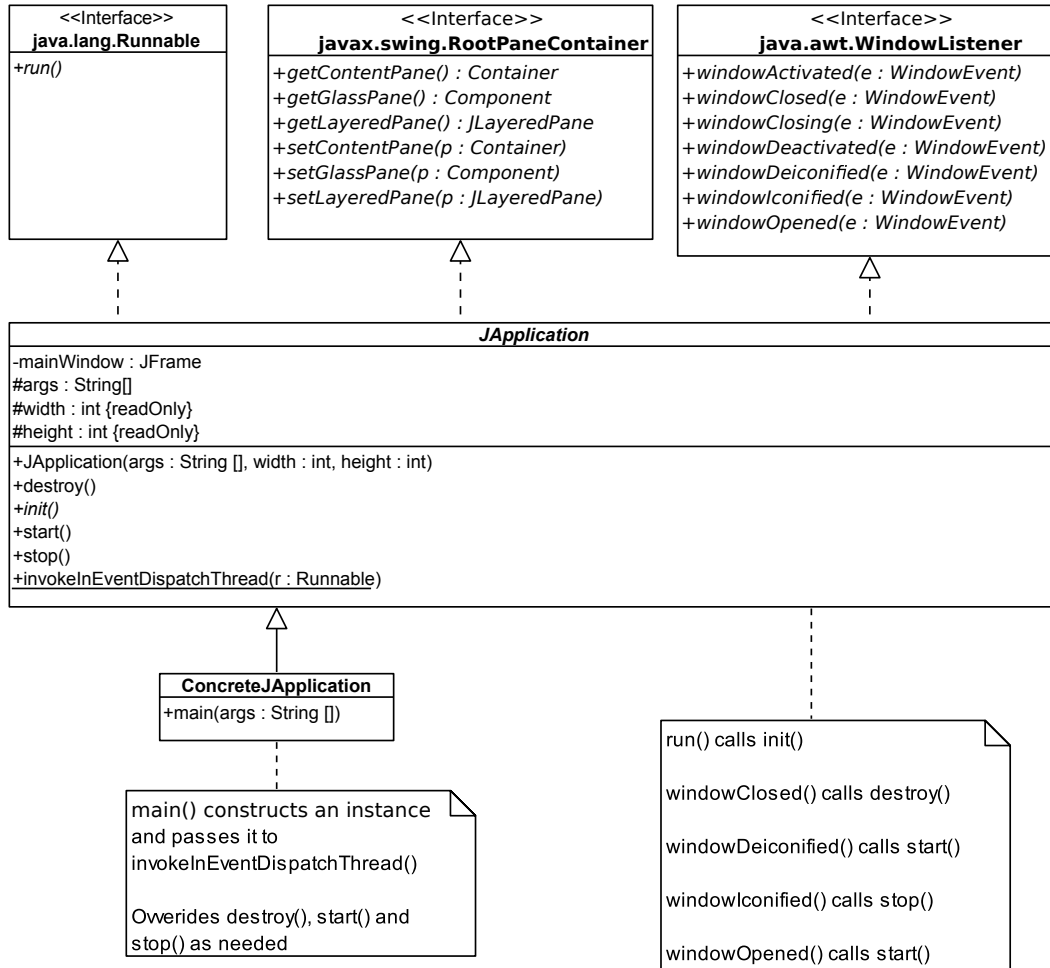 <<Interface>>
java.lang.Runnable
+run()
<<Interface>>
javax.swing.RootPaneContainer
+getContentPane() : Container
+getGlassPane() : Component
+getLayeredPane() : JLayeredPane
+setContentPane(p : Container)
+setGlassPane(p : Component)
+setLayeredPane(p : JLayeredPane)
<<Interface>>
java.awt.WindowListener
+windowActivated(e : WindowEvent)
+windowClosed(e : WindowEvent)
+windowClosing(e : WindowEvent)
+windowDeactivated(e : WindowEvent)
+windowDeiconified(e : WindowEvent)
+windowIconified(e : WindowEvent)
+windowOpened(e : WindowEvent)
JApplication
-mainWindow : JFrame
#args : String[]
#width : int {readOnly}
#height : int {readOnly}
+JApplication(args : String [], width : int, height : int)
+destroy()
+init()
+start()
+stop()
+invokeInEventDispatchThread(r : Runnable)
ConcreteJApplication
+main(args : String [])
main() constructs an instance
and passes it to
invokeInEventDispatchThread()
Ovverides destroy(), start() and
stop() as needed
run() calls init()
windowClosed() calls destroy()
windowDeiconified() calls start()
windowIconified() calls stop()
windowOpened() calls start()